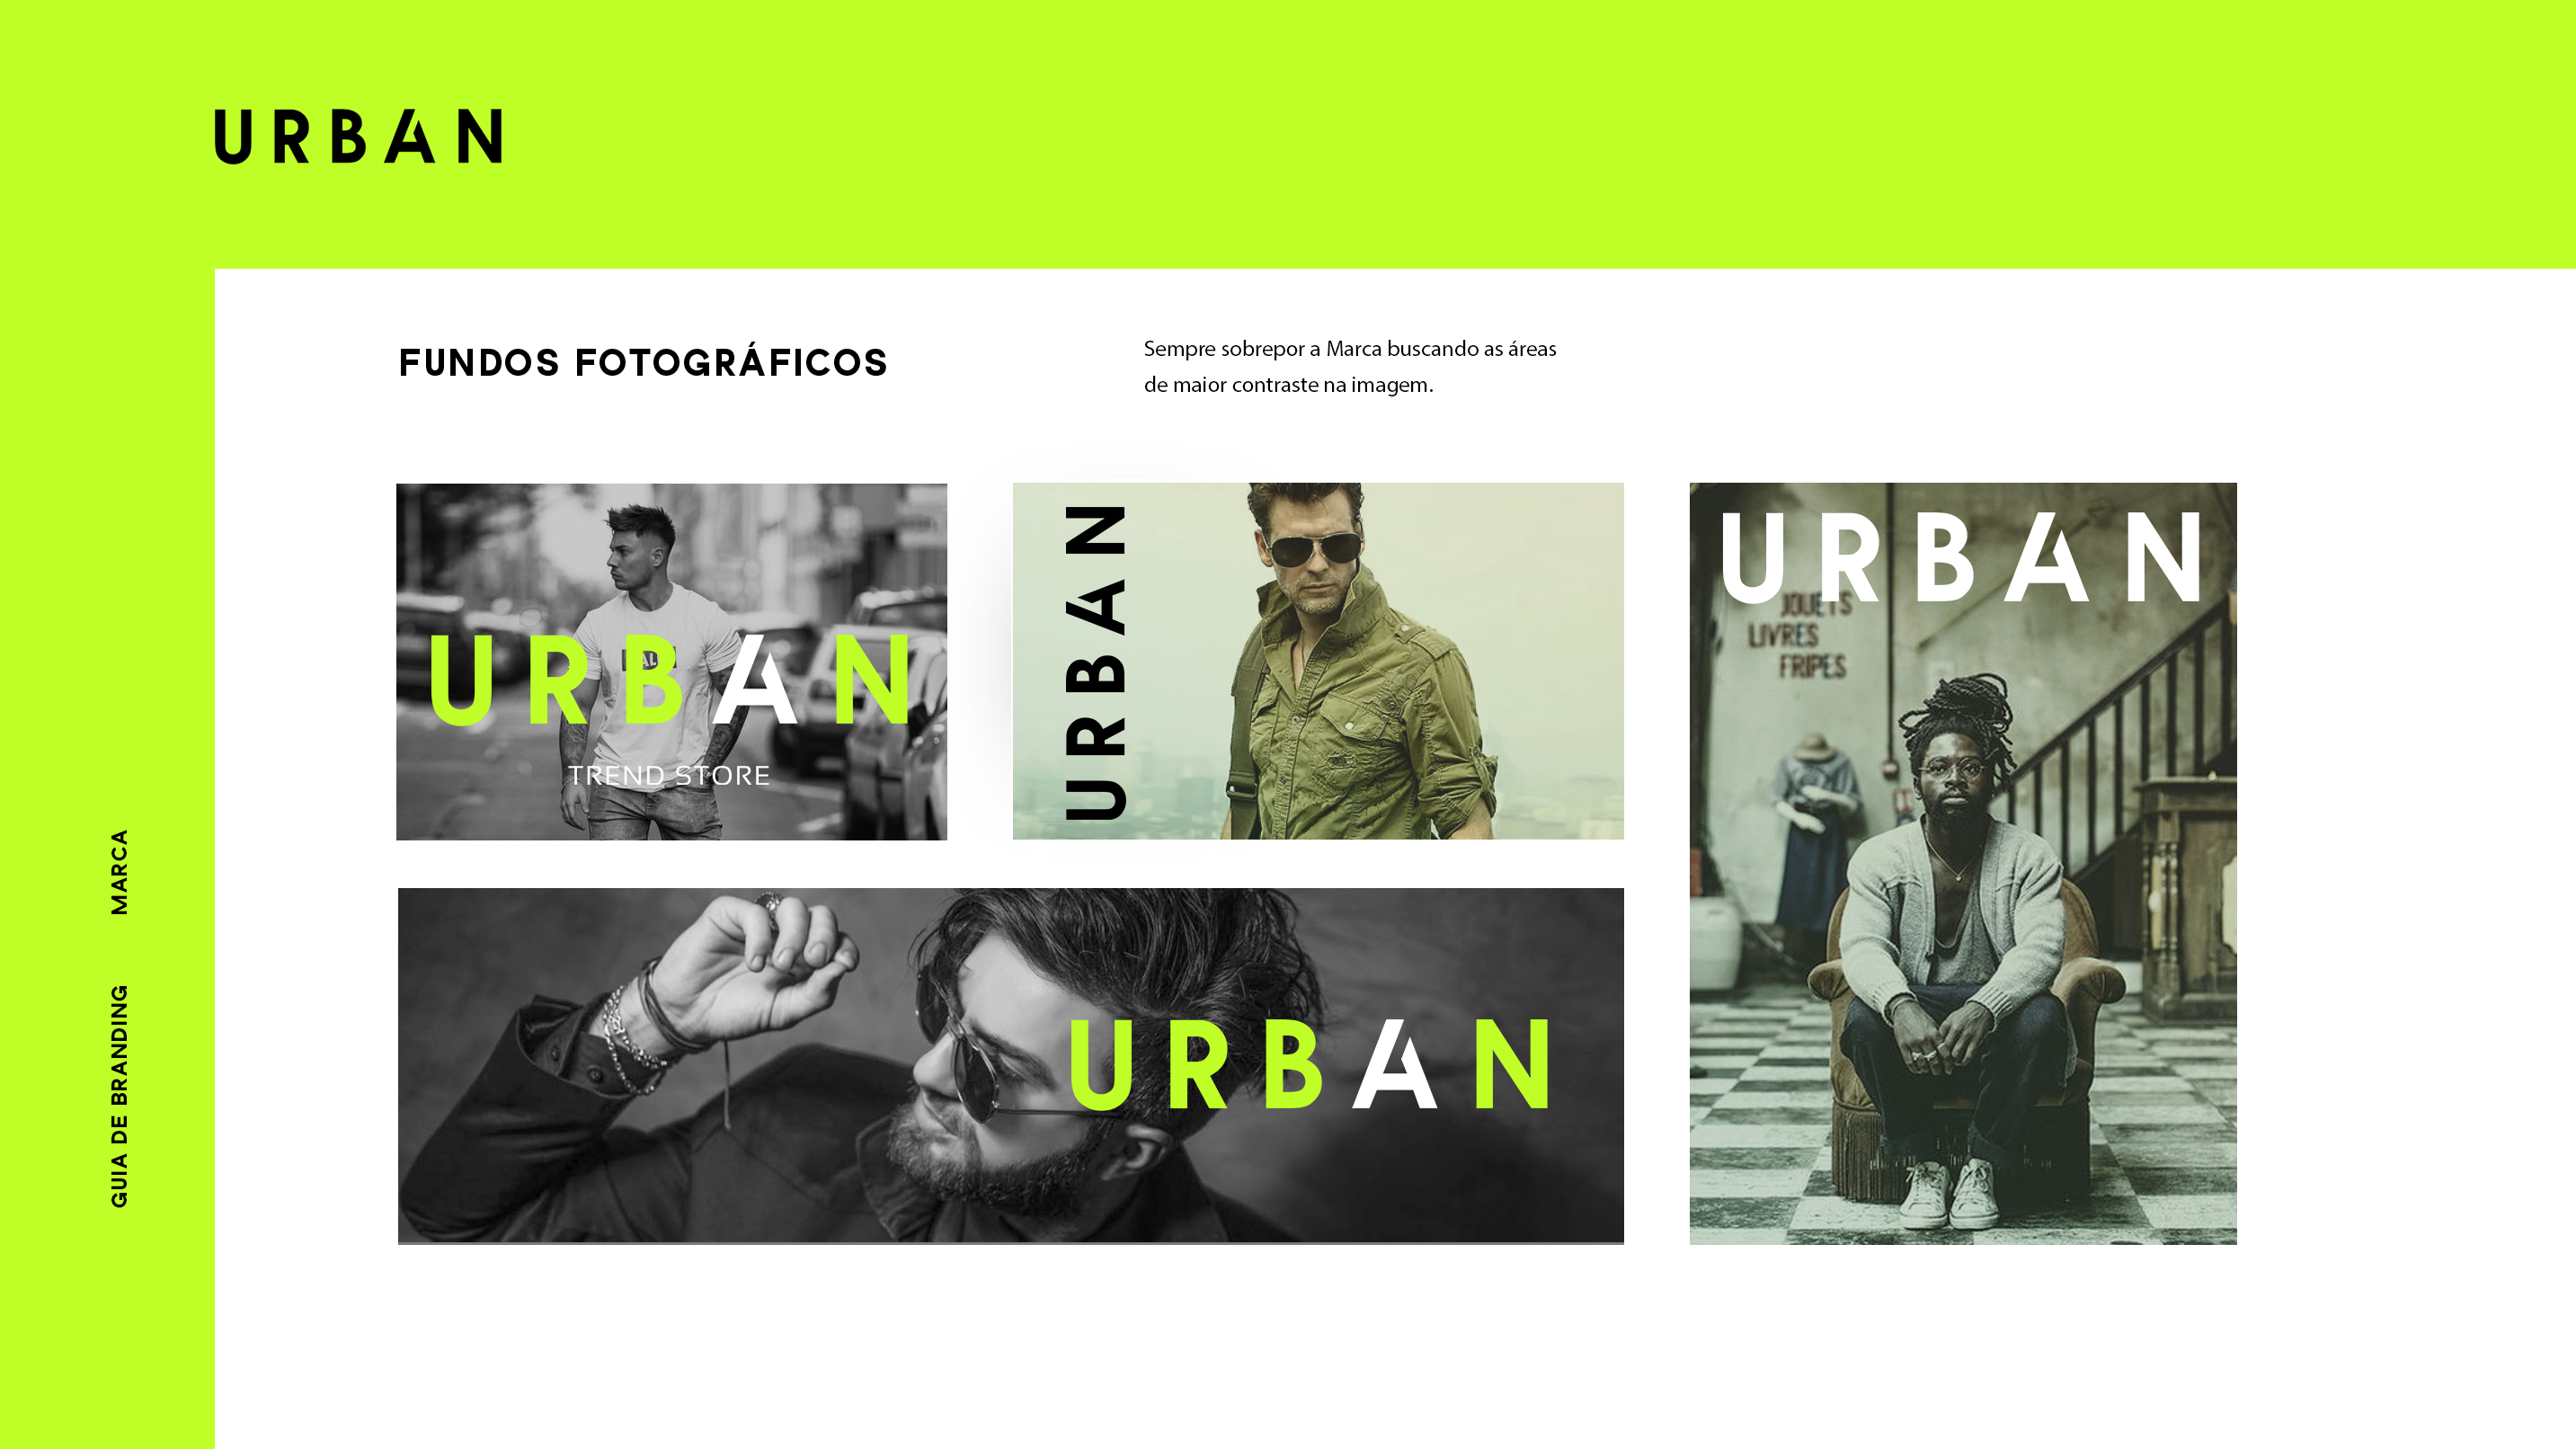 URBAN
FUNDOS FOTOGRÁFICOS
Sempre sobrepor a Marca buscando as áreas
de maior contraste na imagem.
URBAN
TREND STORE
URBAN
URBAN
JOUETS
LIVRES
FRIPES
URBAN
MARCA
GUIA DE BRANDING